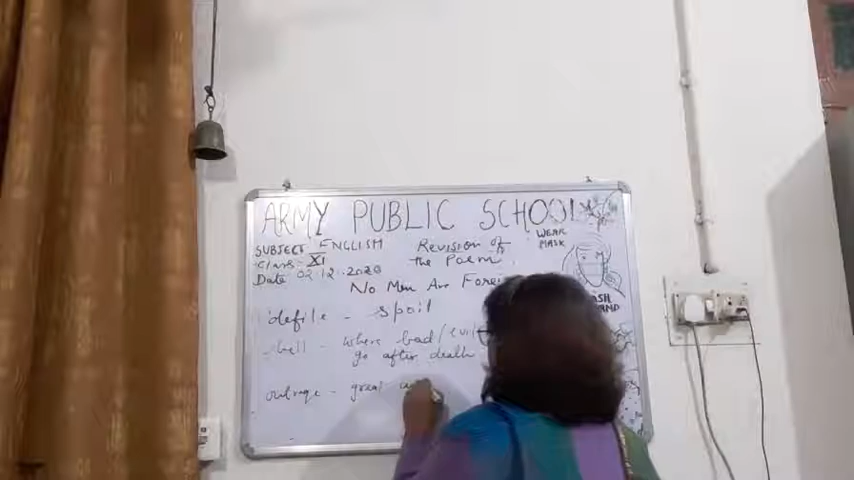 ARMY PUBLIC SCHOOL
SUBJECT ENGLISH Revision of
Class - XI the Poem
Date 02.12.2020
No Men Are
WEAR
MASK
defile - spoil
hell - where bad/evil
go after death
outrage - great